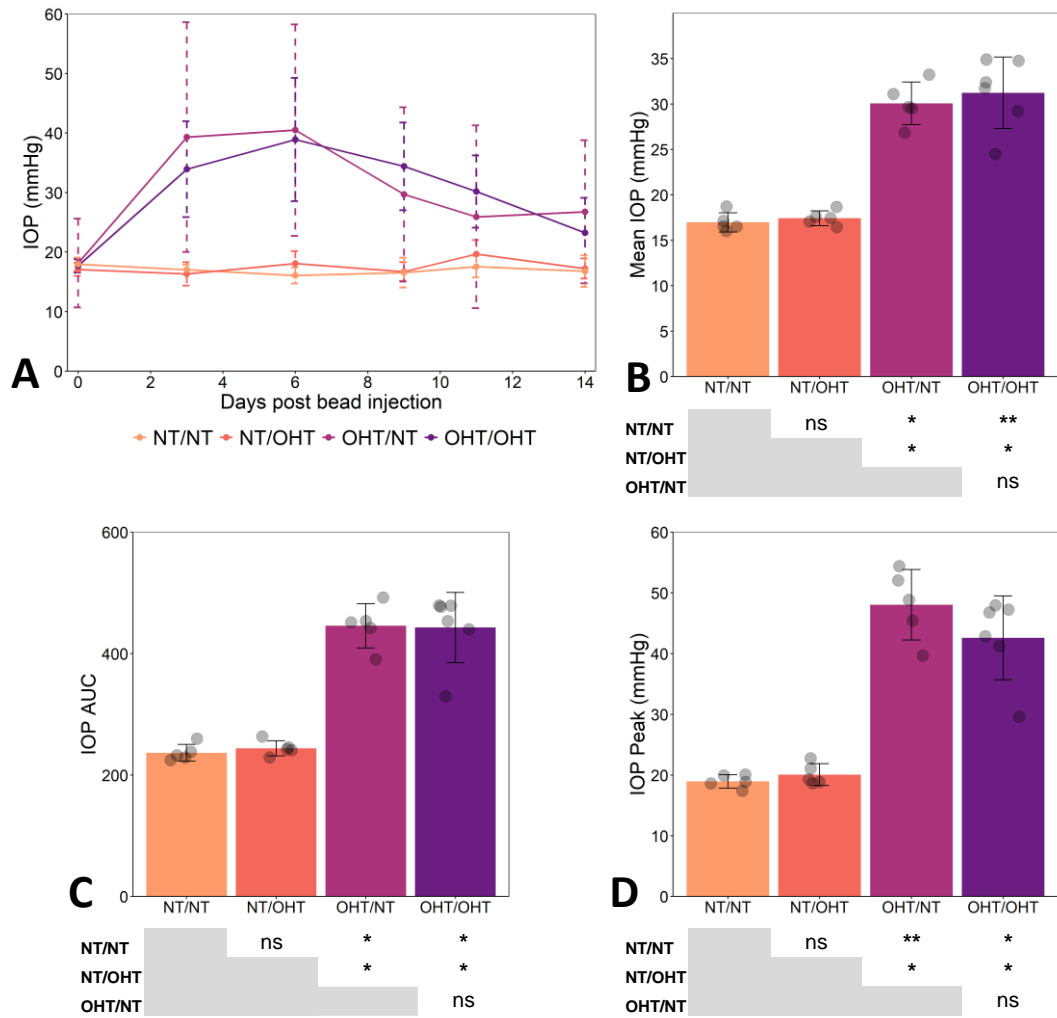 60
50
40
30
20
10
0
IOP (mmHg)
0 2 4 6 8 10 12 14
Days post bead injection
A
NT/NT NT/OHT OHT/NT OHT/OHT
35
30
25
20
15
10
5
0
Mean IOP (mmHg)
B
NT/NT NT/OHT OHT/NT OHT/OHT
NT/NT ns * **
NT/OHT * *
OHT/NT ns
600
400
200
0
IOP AUC
C
NT/NT NT/OHT OHT/NT OHT/OHT
NT/NT ns * *
NT/OHT * *
OHT/NT ns
60
50
40
30
20
10
0
IOP Peak (mmHg)
D
NT/NT NT/OHT OHT/NT OHT/OHT
NT/NT ns ** *
NT/OHT * *
OHT/NT ns